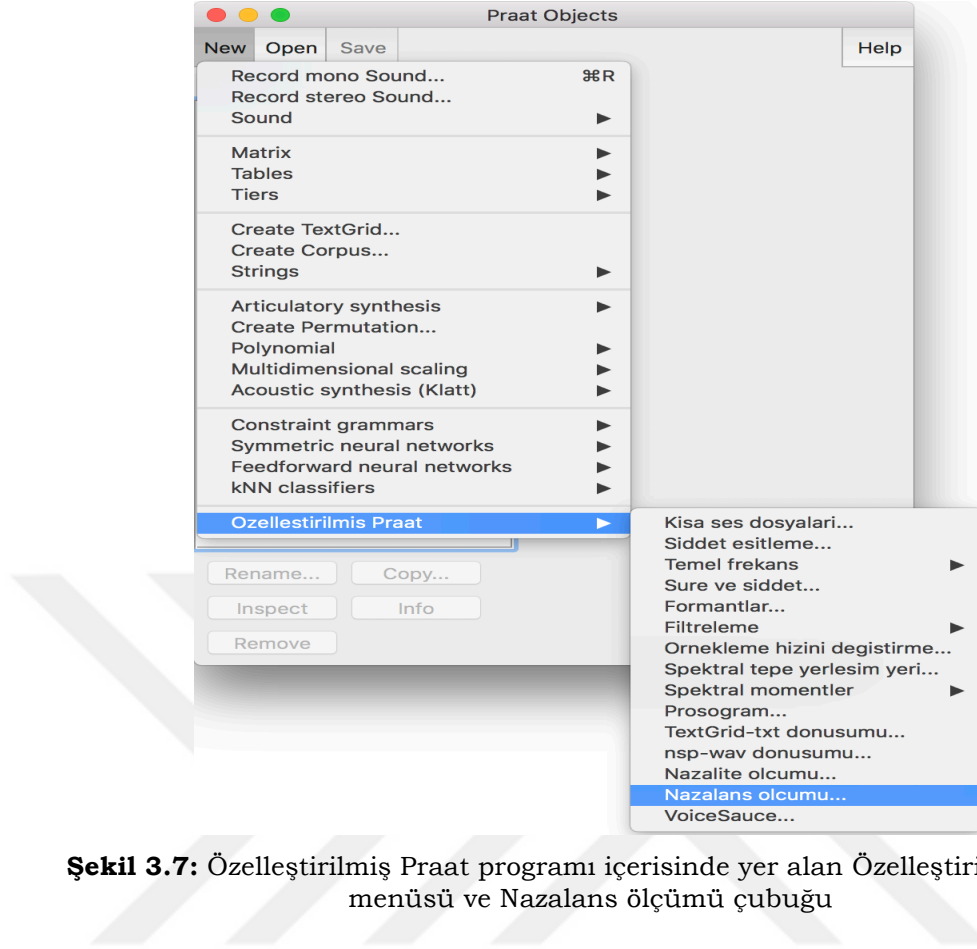 Praat Objects
New Open Save Help
Record mono Sound... ⌘R
Record stereo Sound...
Sound
Matrix
Tables
Tiers
Create TextGrid...
Create Corpus...
Strings
Articulatory synthesis
Create Permutation...
Polynomial
Multidimensional scaling
Acoustic synthesis (Klatt)
Constraint grammars
Symmetric neural networks
Feedforward neural networks
kNN classifiers
Ozellestirilmis Praat
Kisa ses dosyalari...
Siddet esitleme...
Temel frekans
Sure ve siddet...
Formantlar...
Filtreleme
Ornekleme hizini degistirme...
Spektral tepe yerlesim yeri...
Spektral momentler
Prosogram...
TextGrid-txt donusumu...
nsp-wav donusumu...
Nazalite olcumu...
Nazalans olcumu...
VoiceSauce...
Rename... Copy...
Inspect Info
Remove
Şekil 3.7: Özelleştirilmiş Praat programı içerisinde yer alan Özelleştiri
menüsü ve Nazalans ölçümü çubuğu